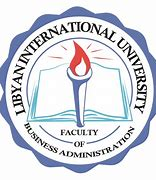 LIBYAN INTERNATIONAL UNIVERSITY
FACULTY
OF
BUSINESS ADMINISTRATION